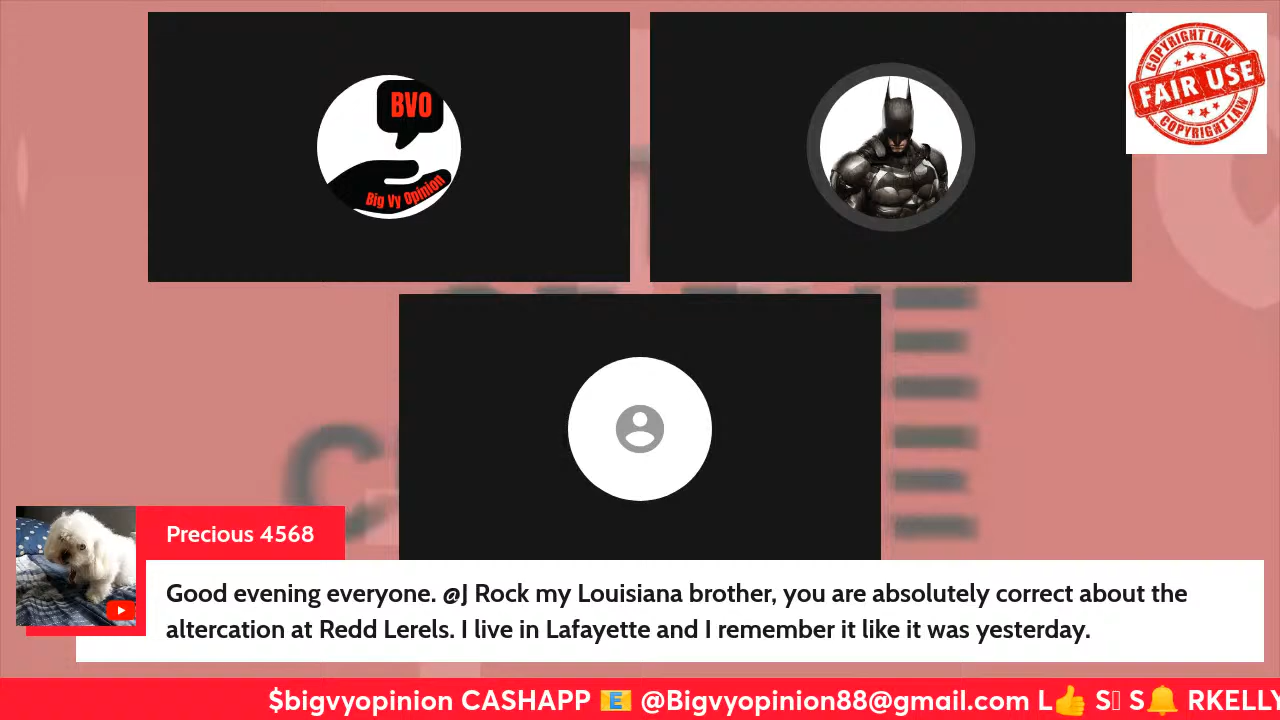 BVO
Big Vy Opinion
COPYRIGHT LAW
FAIR USE
COPYRIGHT LAW
Precious 4568
Good evening everyone. @J Rock my Louisiana brother, you are absolutely correct about the
altercation at Redd Lerels. I live in Lafayette and I remember it like it was yesterday.
$bigvyopinion CASHAPP 📧 @Bigvyopinion88@gmail.com L👍 S S🔔 RKELLY